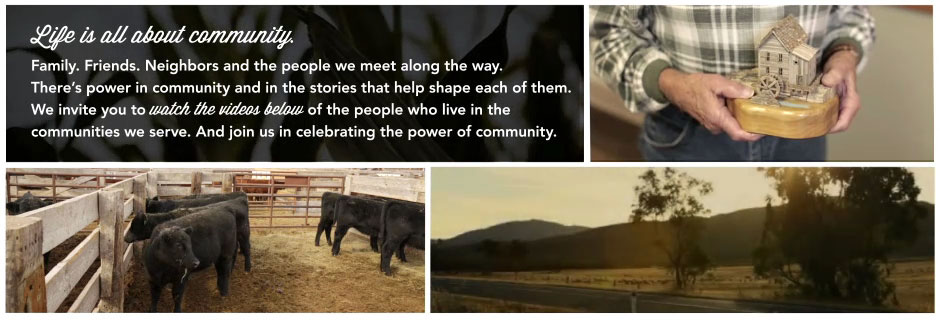 Life is all about community.
Family. Friends. Neighbors and the people we meet along the way.
There's power in community and in the stories that help shape each of them.
We invite you to watch the videos below of the people who live in the
communities we serve. And join us in celebrating the power of community.